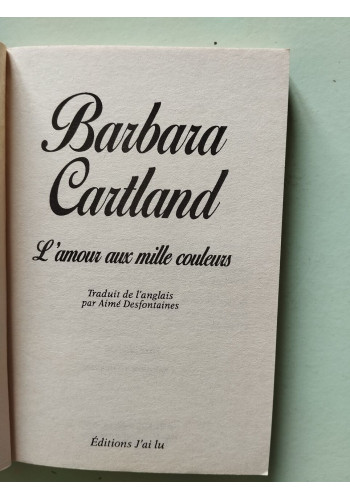 Barbara
Cartland
L'amour aux mille couleurs
Traduit de l'anglais
par Aimé Desfontaines
Éditions J'ai lu